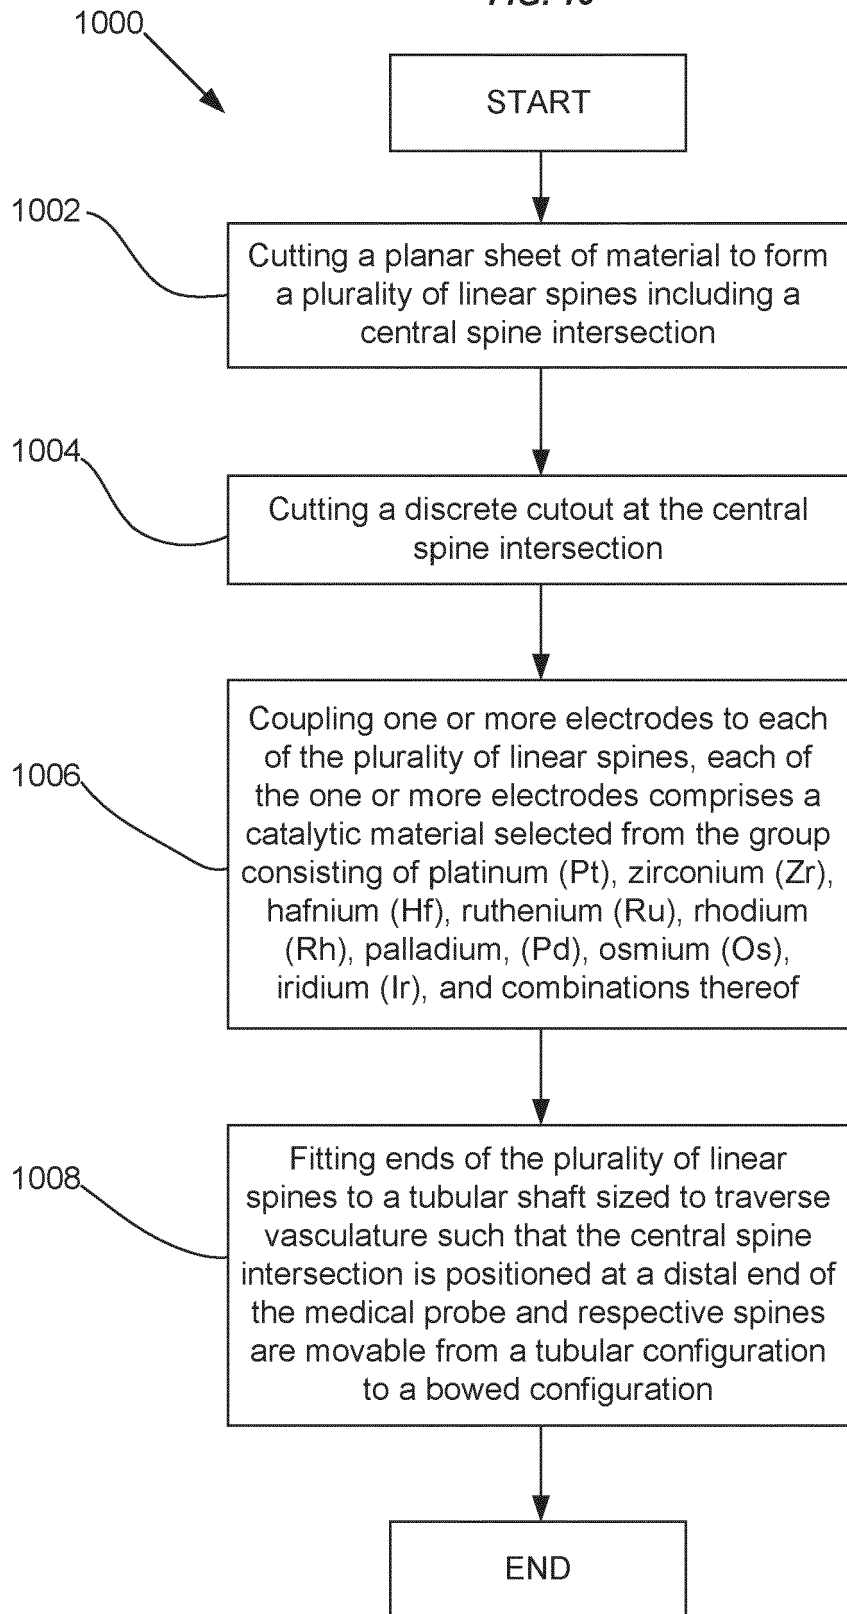 1000
START
1002
Cutting a planar sheet of material to form
a plurality of linear spines including a
central spine intersection
1004
Cutting a discrete cutout at the central
spine intersection
1006
Coupling one or more electrodes to each
of the plurality of linear spines, each of
the one or more electrodes comprises a
catalytic material selected from the group
consisting of platinum (Pt), zirconium (Zr),
hafnium (Hf), ruthenium (Ru), rhodium
(Rh), palladium, (Pd), osmium (Os),
iridium (Ir), and combinations thereof
1008
Fitting ends of the plurality of linear
spines to a tubular shaft sized to traverse
vasculature such that the central spine
intersection is positioned at a distal end of
the medical probe and respective spines
are movable from a tubular configuration
to a bowed configuration
END